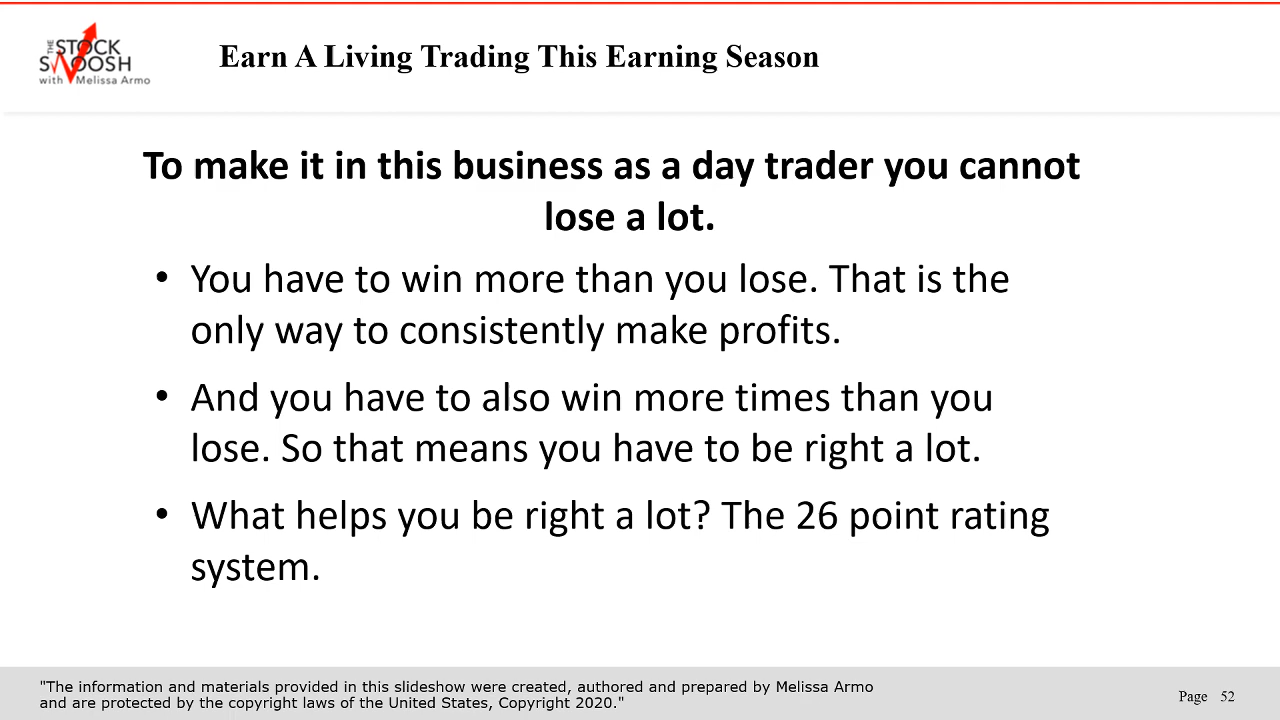 THE
STOCK
SWOOSH
with Melissa Armo
Earn A Living Trading This Earning Season
To make it in this business as a day trader you cannot
lose a lot.
• You have to win more than you lose. That is the
only way to consistently make profits.
• And you have to also win more times than you
lose. So that means you have to be right a lot.
• What helps you be right a lot? The 26 point rating
system.
"The information and materials provided in this slideshow were created, authored and prepared by Melissa Armo
and are protected by the copyright laws of the United States, Copyright 2020."
Page 52